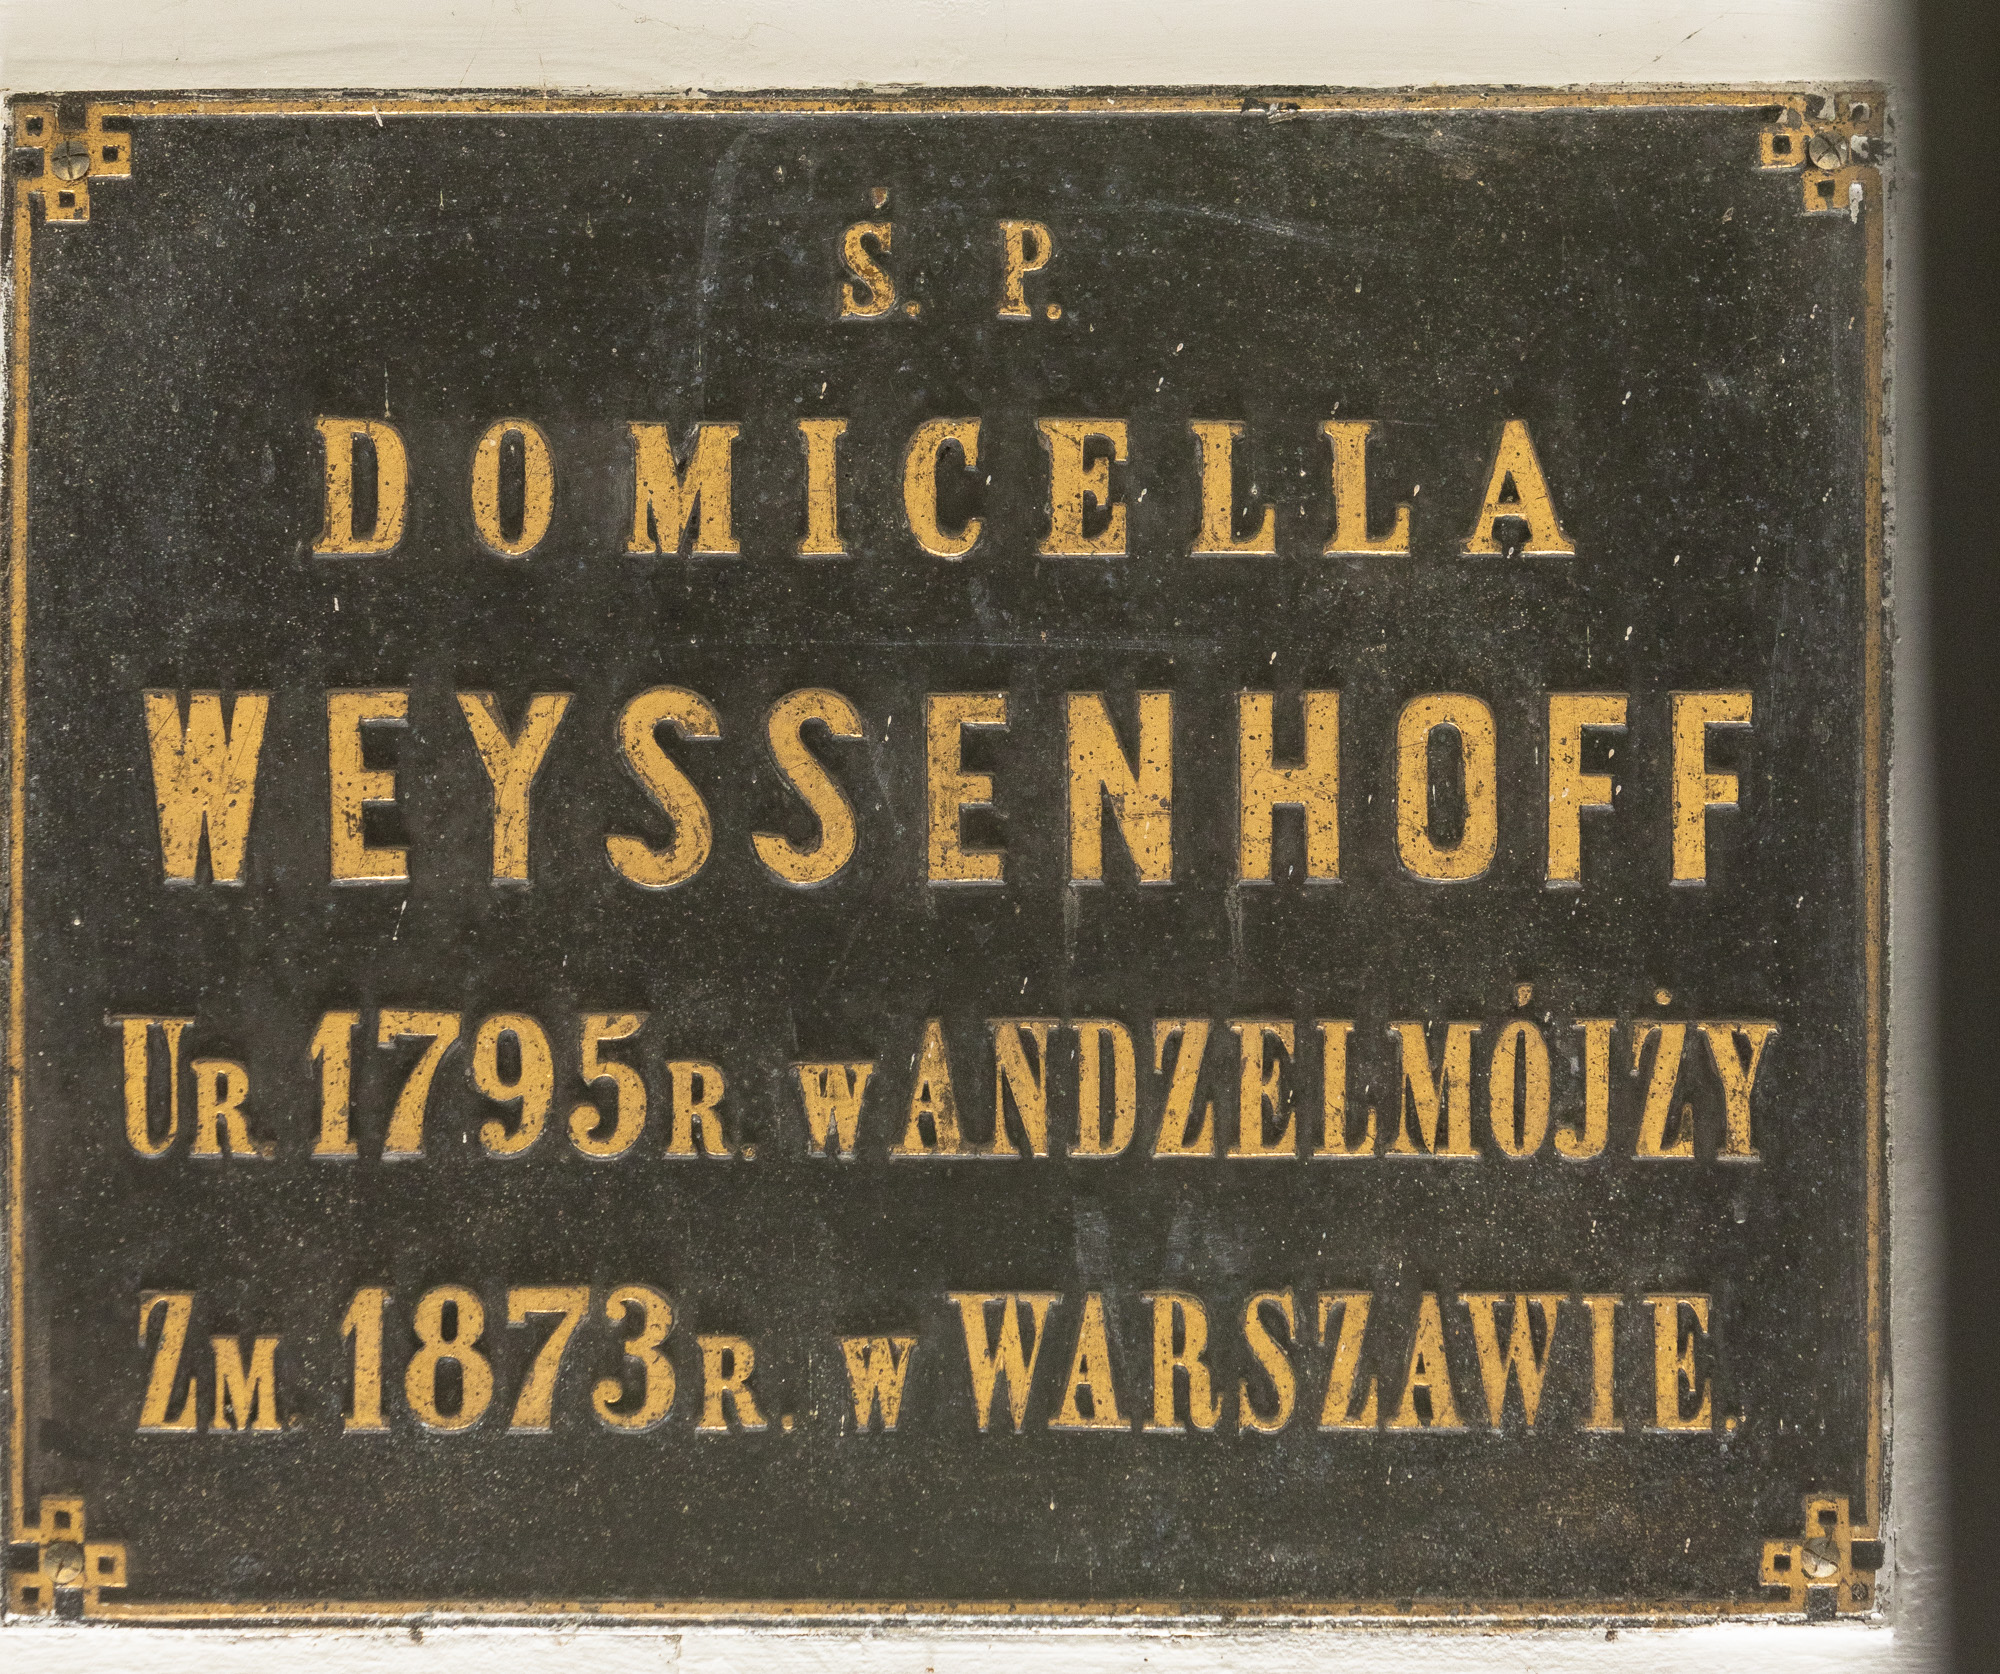 Ś. P.
DOMICELLA
WEYSSENHOFF
UR. 1795 R. W ANDZELMÓJŻY
ZM. 1873 R. W WARSZAWIE.